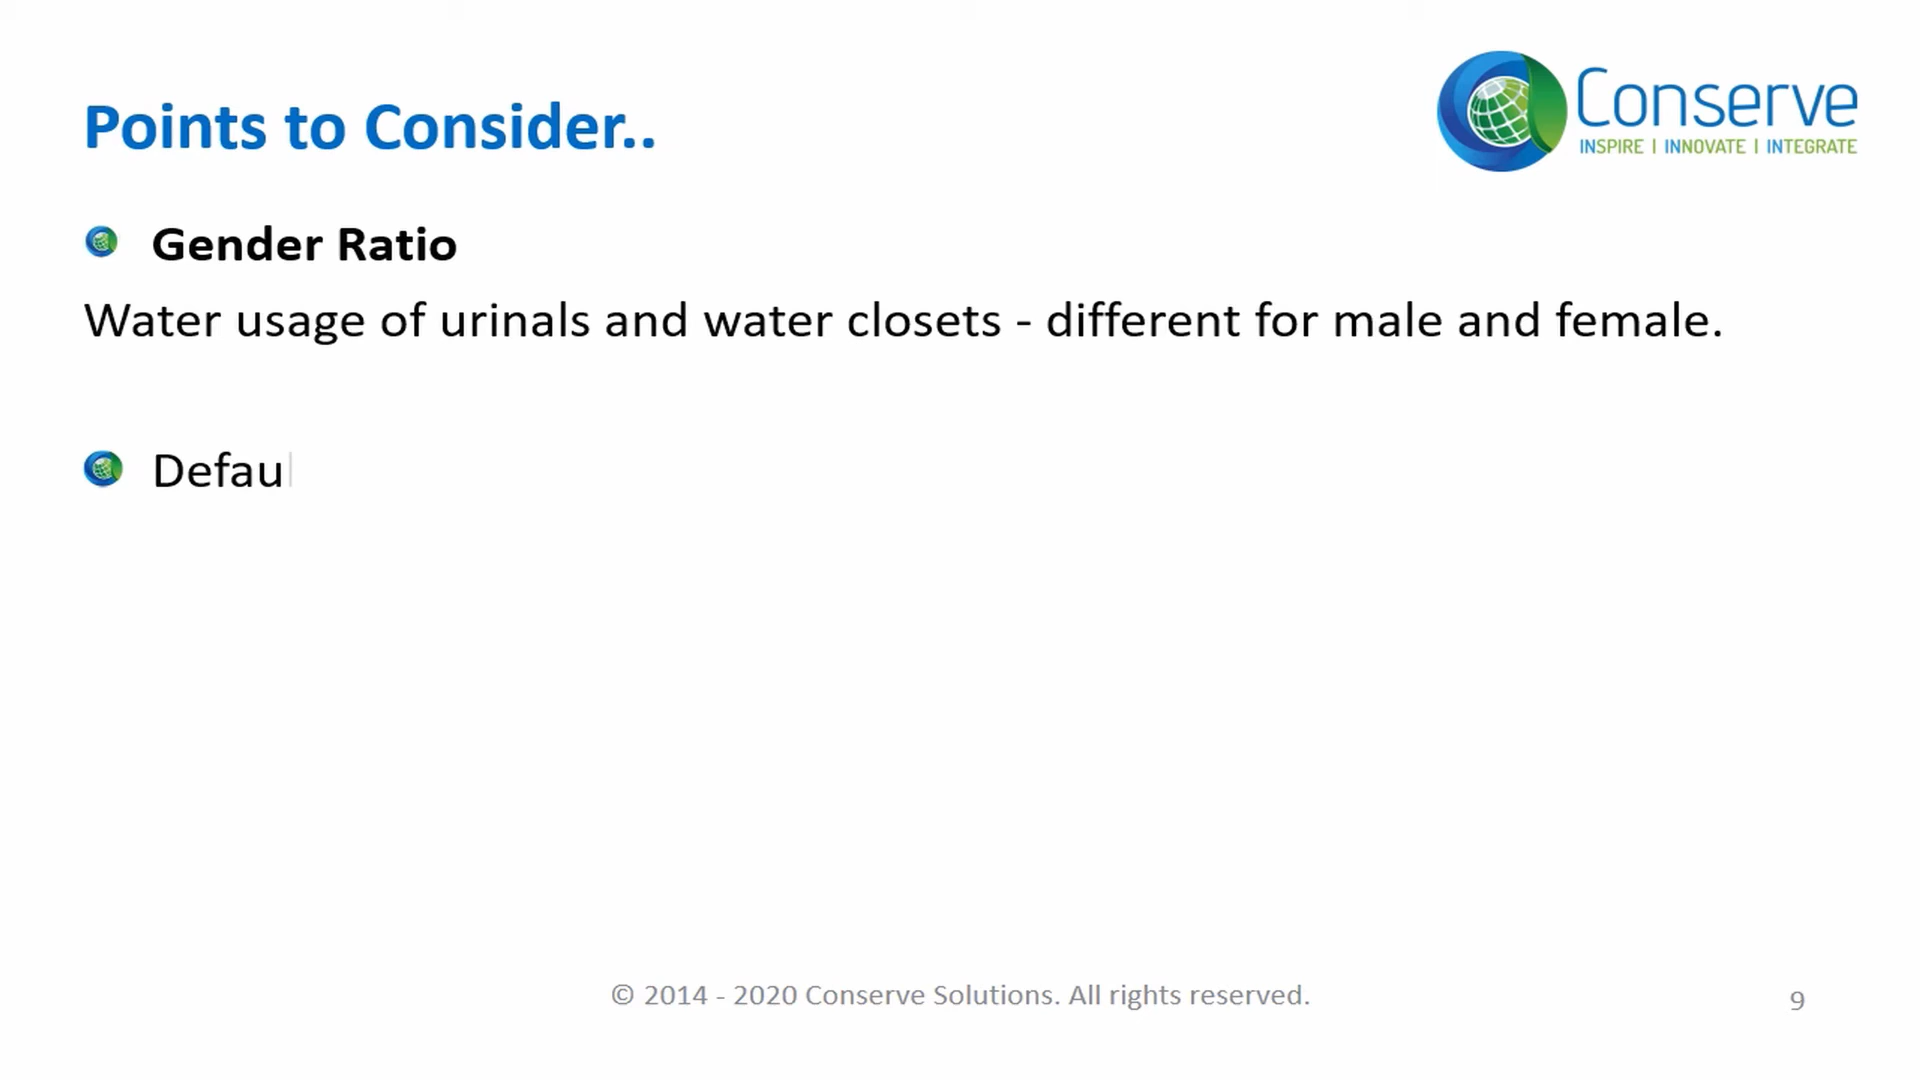 Conserve
INSPIRE | INNOVATE | INTEGRATE
Points to Consider..
Gender Ratio
Water usage of urinals and water closets - different for male and female.
Defau
© 2014 - 2020 Conserve Solutions. All rights reserved.
9